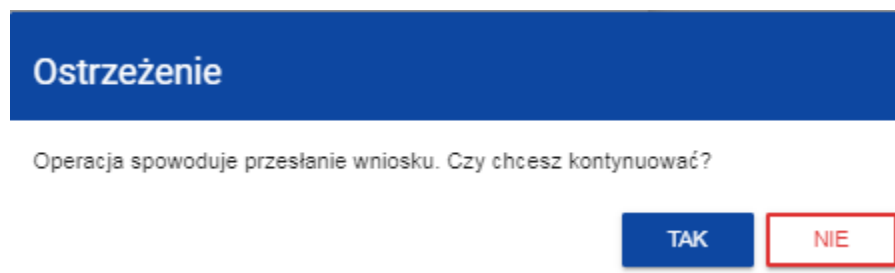 Ostrzeżenie
Operacja spowoduje przesłanie wniosku. Czy chcesz kontynuować?
TAK NIE